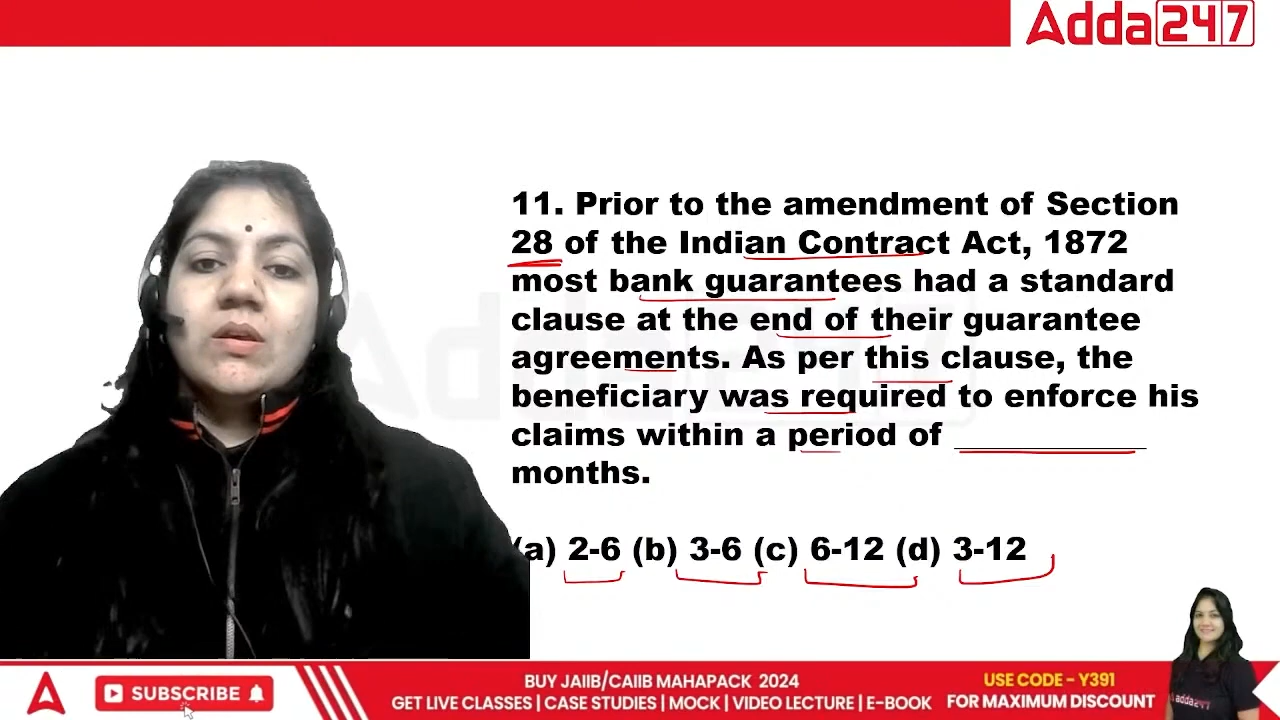 Adda247
11. Prior to the amendment of Section
28 of the Indian Contract Act, 1872
most bank guarantees had a standard
clause at the end of their guarantee
agreements. As per this clause, the
beneficiary was required to enforce his
claims within a period of ____________
months.
(a) 2-6 (b) 3-6 (c) 6-12 (d) 3-12
SUBSCRIBE
BUY JAIIB/CAIIB MAHAPACK 2024
GET LIVE CLASSES | CASE STUDIES | MOCK | VIDEO LECTURE | E-BOOK
USE CODE - Y391
FOR MAXIMUM DISCOUNT
adda247